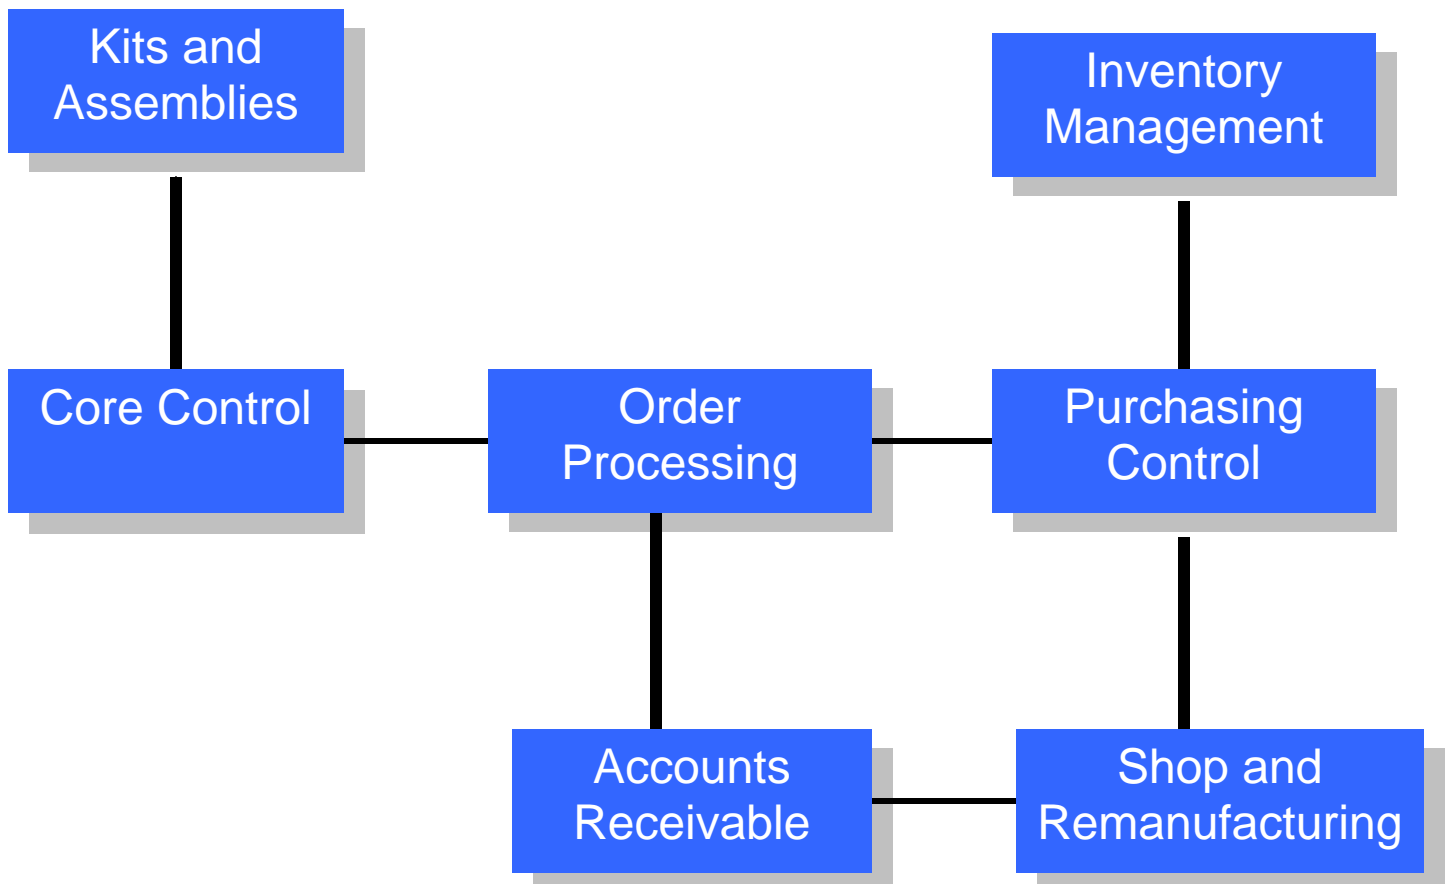 Kits and
Assemblies
Inventory
Management
Core Control
Order
Processing
Purchasing
Control
Accounts
Receivable
Shop and
Remanufacturing